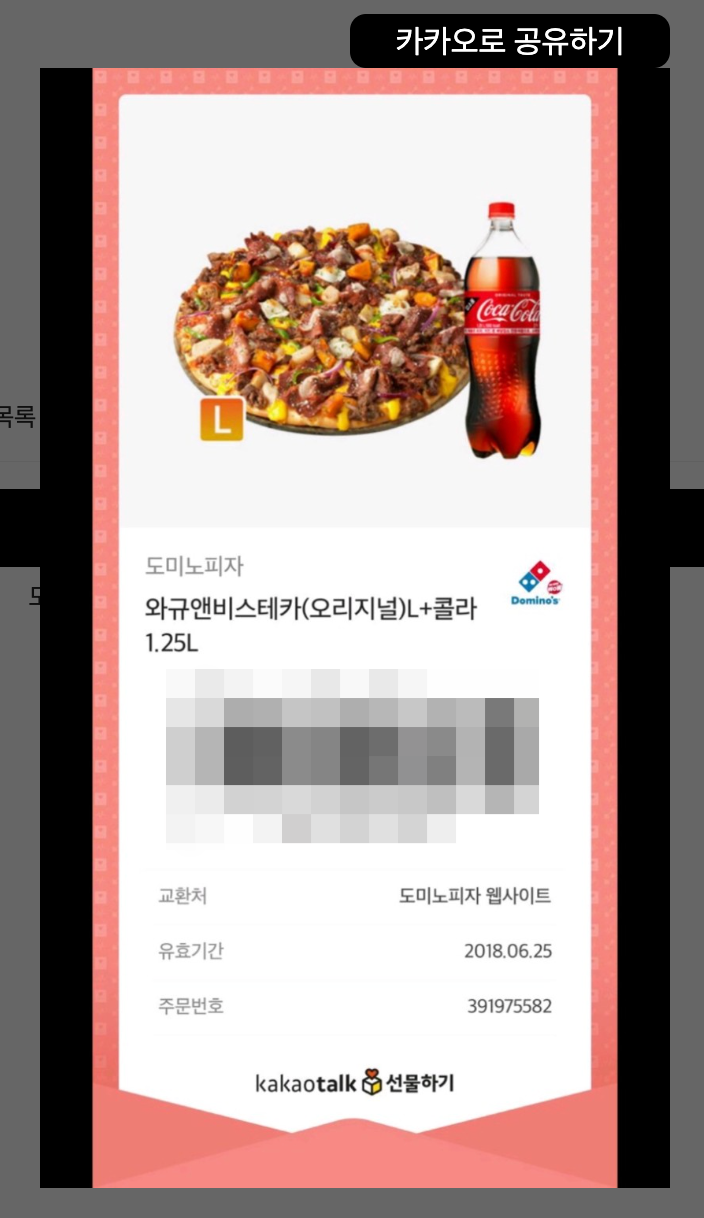 카카오로 공유하기
Coca-Cola
L
목록
도미노피자
Domino's
와규앤비스테카(오리지널)L+콜라
1.25L
교환처 도미노피자 웹사이트
유효기간 2018.06.25
주문번호 391975582
kakaotalk 선물하기